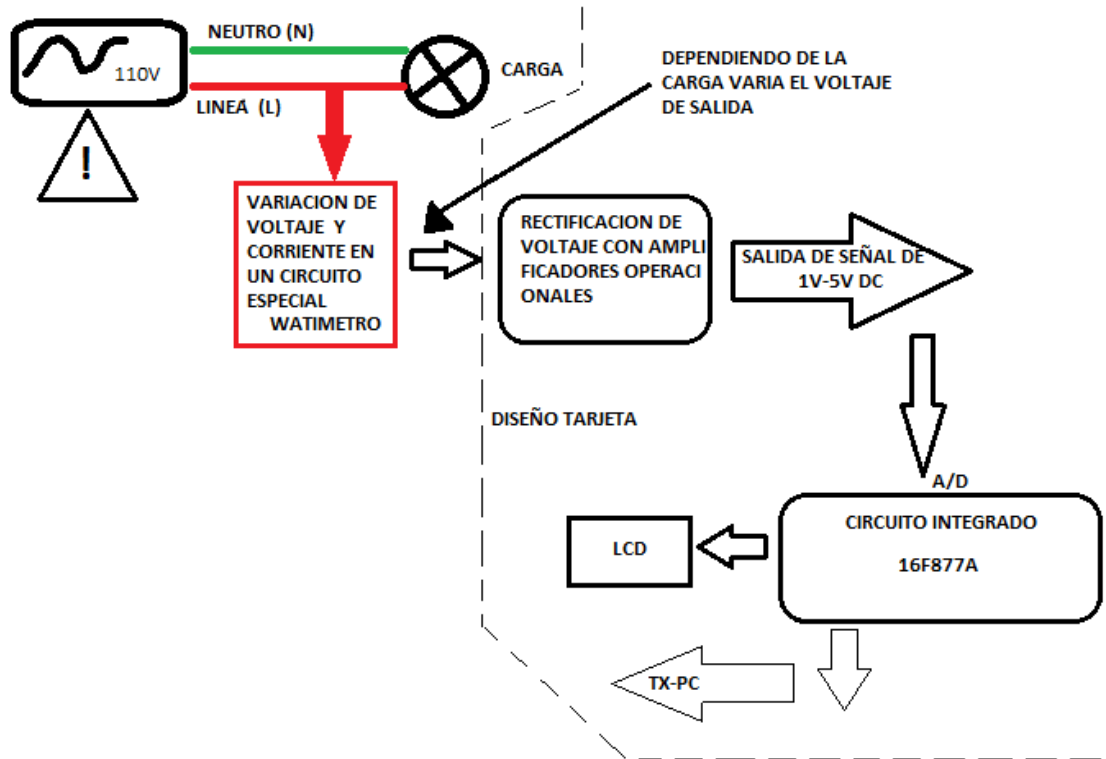 NEUTRO (N)
110V
LINEA (L)
CARGA
DEPENDIENDO DE LA
CARGA VARIA EL VOLTAJE
DE SALIDA
!
VARIACION DE
VOLTAJE Y
CORRIENTE EN
UN CIRCUITO
ESPECIAL
WATIMETRO
RECTIFICACION DE
VOLTAJE CON AMPLI
FICADORES OPERACI
ONALES
SALIDA DE SEÑAL DE
1V-5V DC
DISEÑO TARJETA
A/D
CIRCUITO INTEGRADO
16F877A
LCD
TX-PC